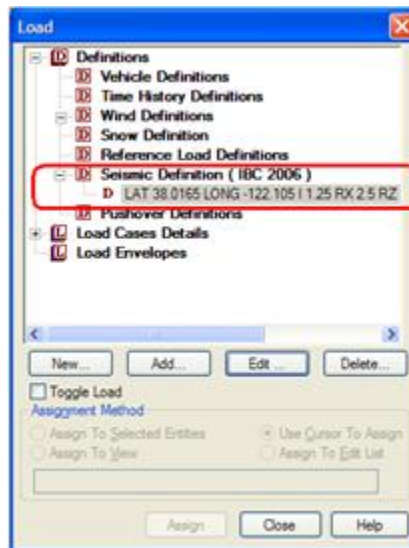 Load
Definitions
Vehicle Definitions
Time History Definitions
Wind Definitions
Snow Definition
Reference Load Definitions
Seismic Definition ( IBC 2006 )
LAT 38.0165 LONG -122.105 I 1.25 RX 2.5 RZ
Pushover Definitions
Load Cases Details
Load Envelopes
New... Add... Edit ... Delete...
Toggle Load
Assignment Method
Assign To Selected Entities Use Cursor To Assign
Assign To View Assign To Edit List
Assign Close Help